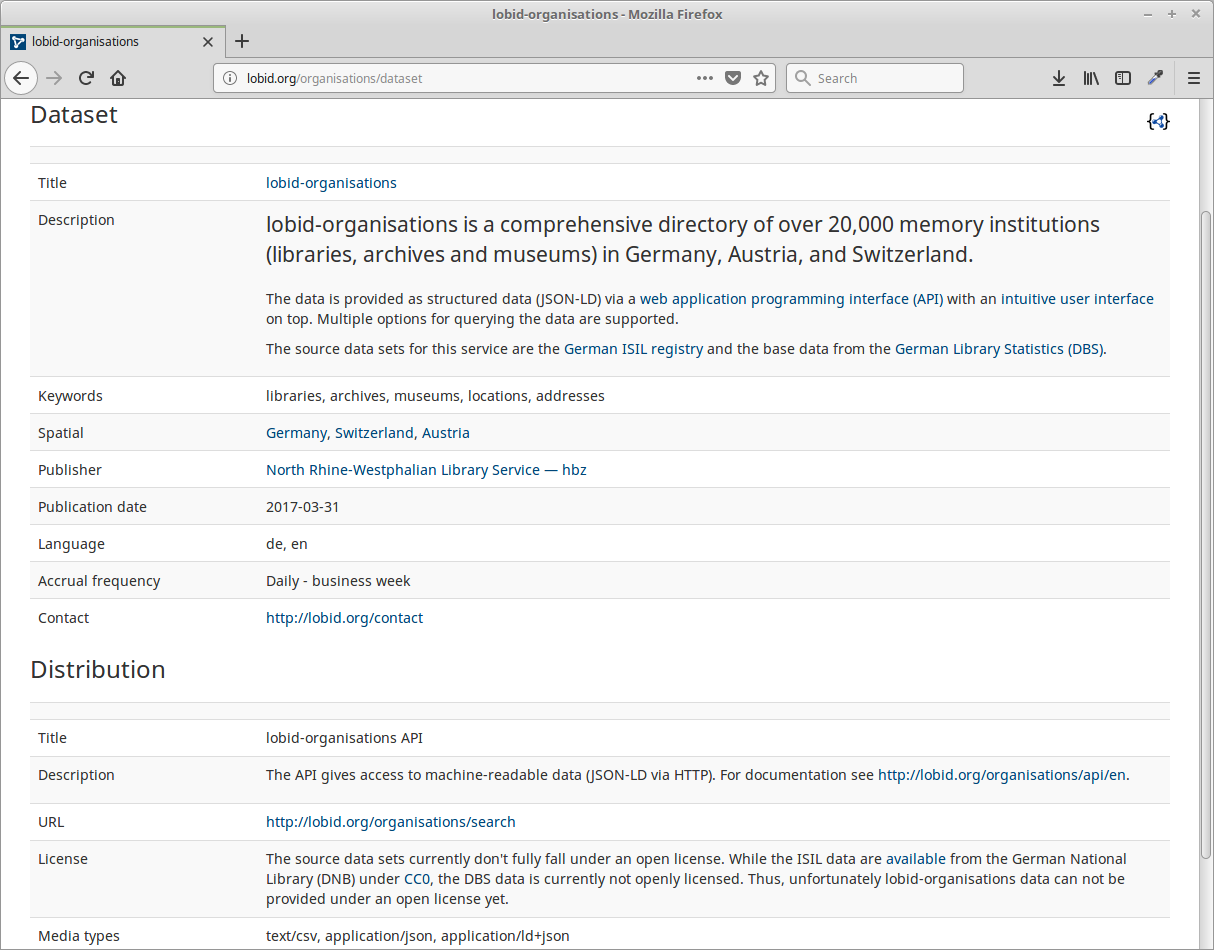 lobid-organisations - Mozilla Firefox
lobid-organisations
lobid.org/organisations/dataset
Search
Dataset
Title lobid-organisations
Description lobid-organisations is a comprehensive directory of over 20,000 memory institutions
(libraries, archives and museums) in Germany, Austria, and Switzerland.
The data is provided as structured data (JSON-LD) via a web application programming interface (API) with an intuitive user interface
on top. Multiple options for querying the data are supported.
The source data sets for this service are the German ISIL registry and the base data from the German Library Statistics (DBS).
Keywords libraries, archives, museums, locations, addresses
Spatial Germany, Switzerland, Austria
Publisher North Rhine-Westphalian Library Service — hbz
Publication date 2017-03-31
Language de, en
Accrual frequency Daily - business week
Contact http://lobid.org/contact
Distribution
Title lobid-organisations API
Description The API gives access to machine-readable data (JSON-LD via HTTP). For documentation see http://lobid.org/organisations/api/en.
URL http://lobid.org/organisations/search
License The source data sets currently don't fully fall under an open license. While the ISIL data are available from the German National
Library (DNB) under CC0, the DBS data is currently not openly licensed. Thus, unfortunately lobid-organisations data can not be
provided under an open license yet.
Media types text/csv, application/json, application/ld+json